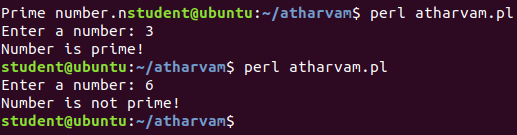 Prime number.nstudent@ubuntu:~/atharvam$ perl atharvam.pl
Enter a number: 3
Number is prime!
student@ubuntu:~/atharvam$ perl atharvam.pl
Enter a number: 6
Number is not prime!
student@ubuntu:~/atharvam$